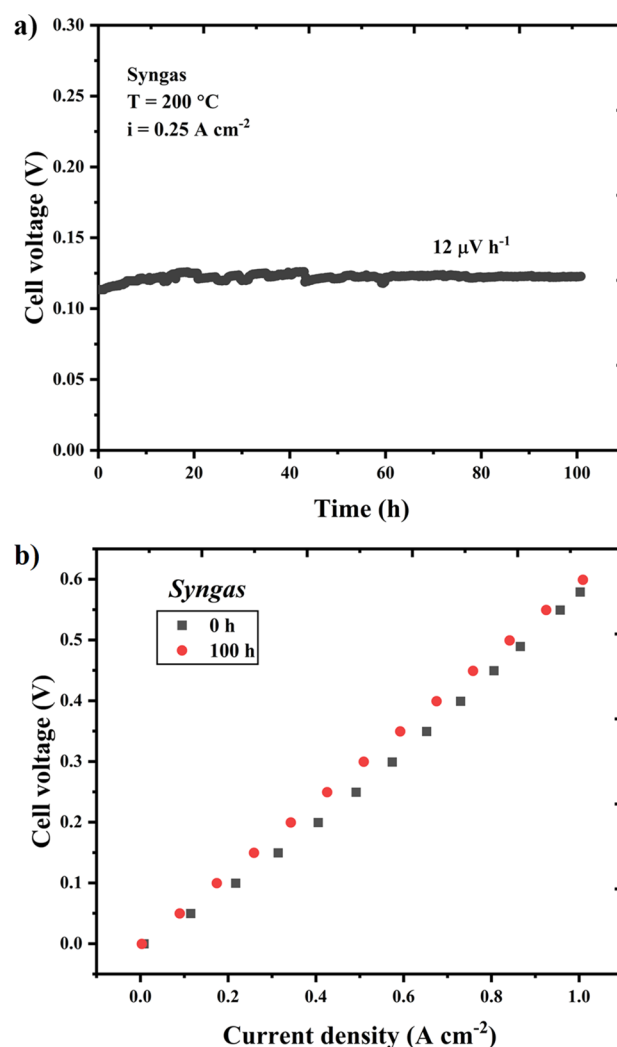 a)
0.30
0.25
0.20
0.15
0.10
0.05
0.00
Cell voltage (V)
Syngas
T = 200 °C
i = 0.25 A cm⁻²
12 μV h⁻¹
0 20 40 60 80 100
Time (h)
b)
0.6
0.5
0.4
0.3
0.2
0.1
0.0
Cell voltage (V)
Syngas
0 h
100 h
0.0 0.2 0.4 0.6 0.8 1.0
Current density (A cm⁻²)